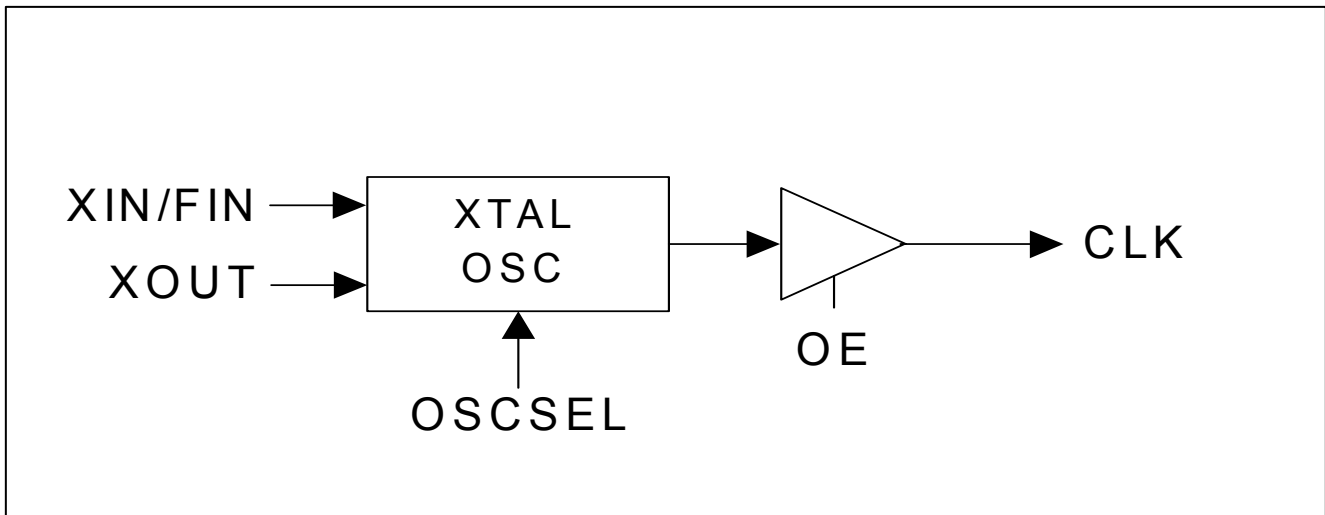 XIN/FIN
XOUT
XTAL
OSC
OSCSEL
OE
CLK